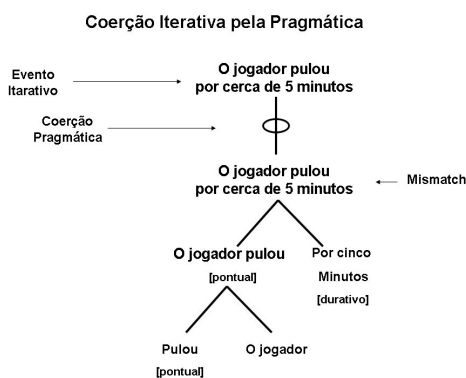 Coerção Iterativa pela Pragmática
Evento
Itarativo
O jogador pulou
por cerca de 5 minutos
Coerção
Pragmática
O jogador pulou
por cerca de 5 minutos
Mismatch
O jogador pulou
[pontual]
Por cinco
Minutos
[durativo]
Pulou
[pontual]
O jogador